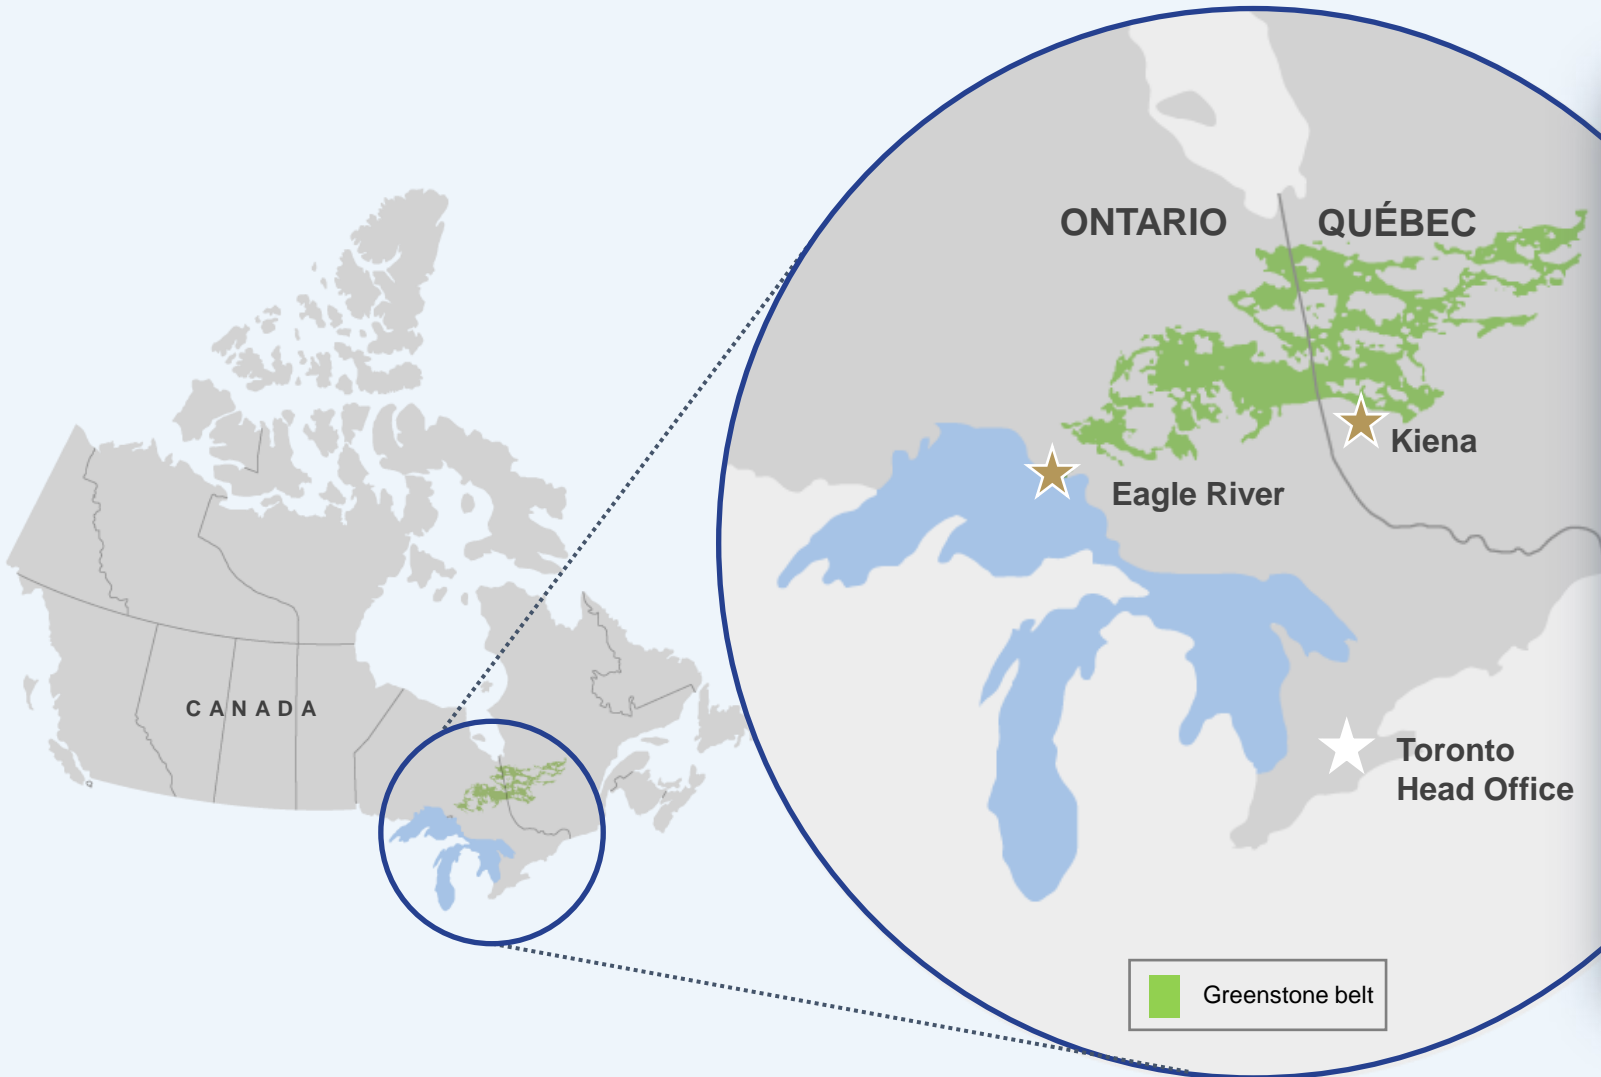 ONTARIO
QUÉBEC
Kiena
Eagle River
CANADA
Toronto
Head Office
Greenstone belt